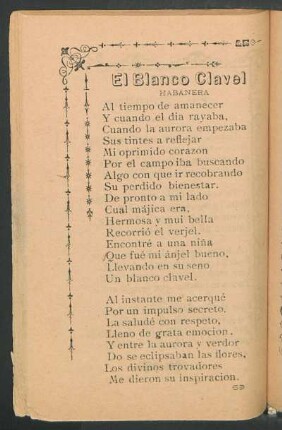 El Blanco Clavel
HABANERA
Al tiempo de amanecer
Y cuando el dia rayaba,
Cuando la aurora empezaba
Sus tintes a reflejar
Mi oprimido corazon
Por el campo iba buscando
Algo con que ir recobrando
Su perdido bienestar.
De pronto a mi lado
Cual májica era,
Hermosa y mui bella
Recorrió el verjel.
Encontré a una niña
Que fué mi ánjel bueno,
Llevando en su seno
Un blanco clavel.
Al instante me acerqué
Por un impulso secreto,
La saludé con respeto,
Lleno de grata emocion.
Y entre la aurora y verdor
Do se eclipsaban las flores,
Los divinos trovadores
Me dieron su inspiracion.